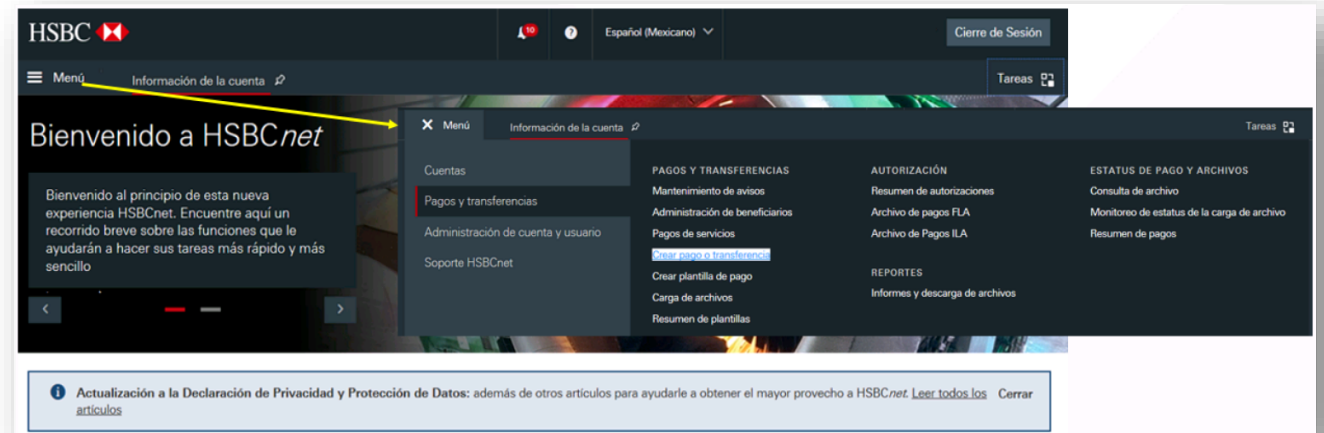 HSBC
10
?
Español (Mexicano)
Cierre de Sesión
Menú
Información de la cuenta
Tareas
Bienvenido a HSBCnet
Bienvenido al principio de esta nueva
experiencia HSBCnet. Encuentre aquí un
recorrido breve sobre las funciones que le
ayudarán a hacer sus tareas más rápido y más
sencillo
Menú
Información de la cuenta
Tareas
Cuentas
Pagos y transferencias
Administración de cuenta y usuario
Soporte HSBCnet
PAGOS Y TRANSFERENCIAS
Mantenimiento de avisos
Administración de beneficiarios
Pagos de servicios
Crear pago o transferencia
Crear plantilla de pago
Carga de archivos
Resumen de plantillas
AUTORIZACIÓN
Resumen de autorizaciones
Archivo de pagos FLA
Archivo de Pagos ILA
REPORTES
Informes y descarga de archivos
ESTATUS DE PAGO Y ARCHIVOS
Consulta de archivo
Monitoreo de estatus de la carga de archivo
Resumen de pagos
Actualización a la Declaración de Privacidad y Protección de Datos: además de otros artículos para ayudarle a obtener el mayor provecho a HSBCnet. Leer todos los
artículos
Cerrar